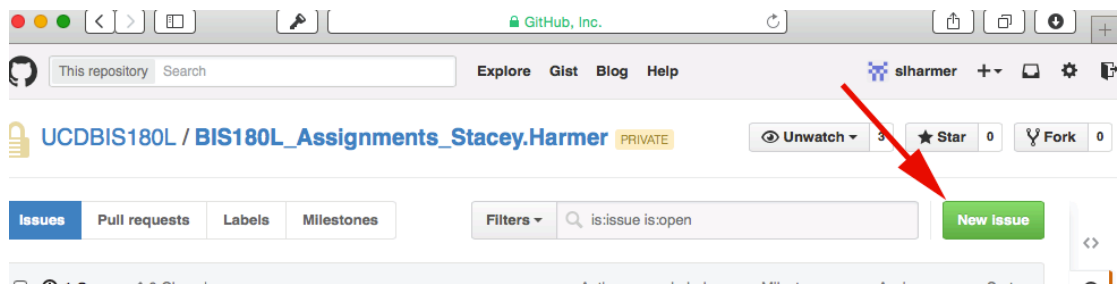 GitHub, Inc.
This repository Search Explore Gist Blog Help slharmer
UCDBIS180L / BIS180L_Assignments_Stacey.Harmer PRIVATE Unwatch 3 Star 0 Fork 0
Issues Pull requests Labels Milestones Filters is:issue is:open New issue